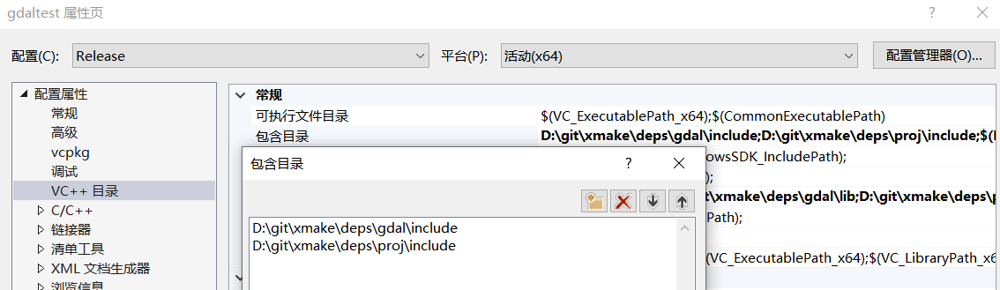 gdaltest 属性页
配置(C): Release 平台(P): 活动(x64) 配置管理器(O)...
配置属性
常规
高级
vcpkg
调试
VC++ 目录
C/C++
链接器
清单工具
XML 文档生成器
浏览信息
常规
可执行文件目录 $(VC_ExecutablePath_x64);$(CommonExecutablePath)
包含目录 D:\git\xmake\deps\gdal\include;D:\git\xmake\deps\proj\include;$(
owsSDK_IncludePath);
);
t\xmake\deps\gdal\lib;D:\git\xmake\deps\p
Path);
(VC_ExecutablePath_x64);$(VC_LibraryPath_x6
包含目录
D:\git\xmake\deps\gdal\include
D:\git\xmake\deps\proj\include